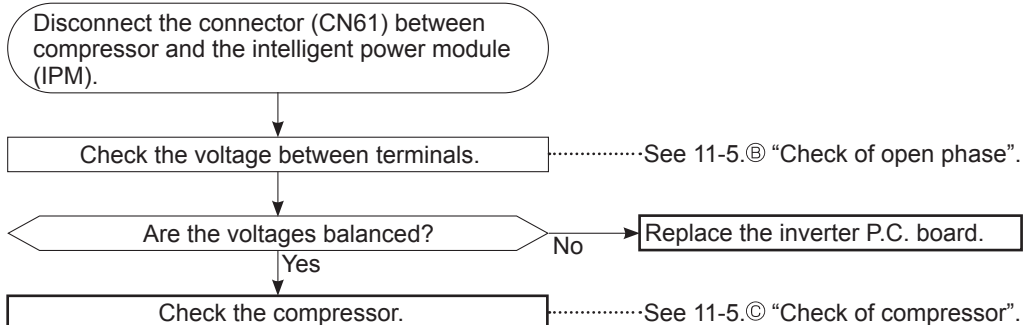 Disconnect the connector (CN61) between
compressor and the intelligent power module
(IPM).
Check the voltage between terminals.
See 11-5.Ⓑ “Check of open phase”.
Are the voltages balanced?
No
Replace the inverter P.C. board.
Yes
Check the compressor.
See 11-5.Ⓒ “Check of compressor”.